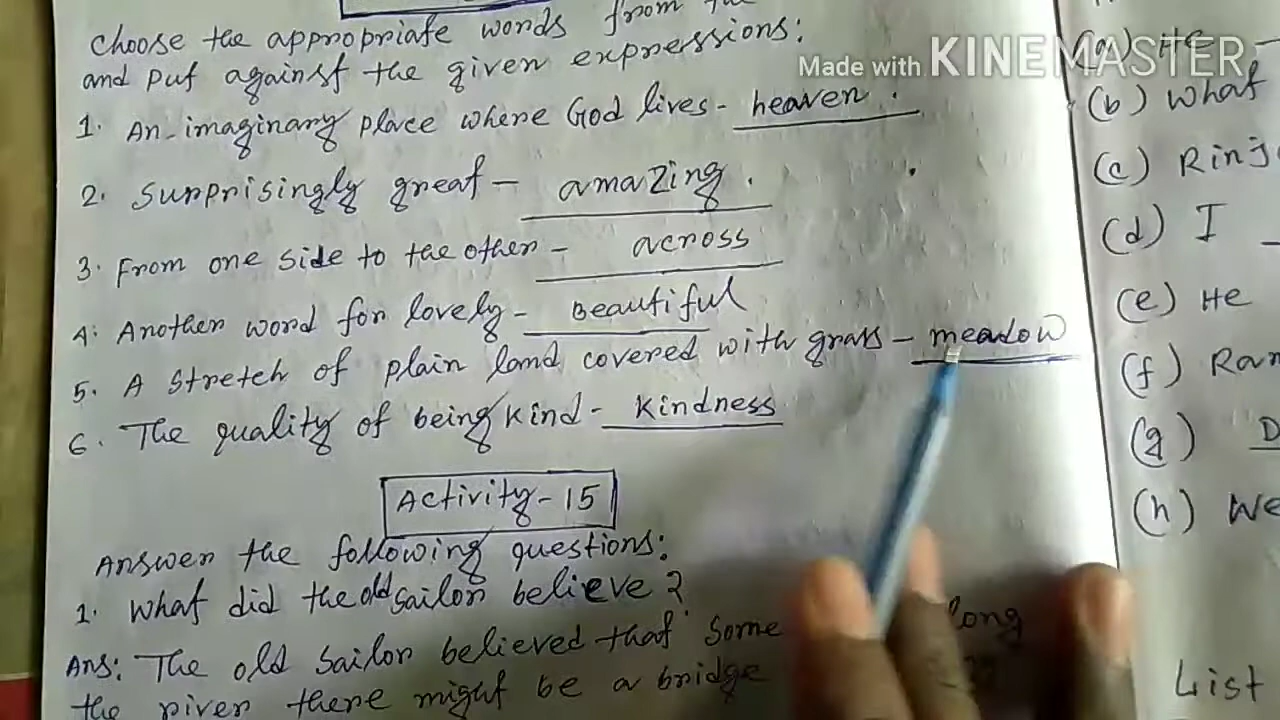 Choose the appropriate words from the
and put against the given expressions:
1. An imaginary place where God lives - heaven.
2. Surprisingly great - amazing.
3. From one side to the other - across
4. Another word for lovely - Beautiful
5. A stretch of plain land covered with grass - meadow
6. The quality of being kind - kindness
Activity - 15
Answer the following questions:
1. What did the old sailor believe?
Ans: The old sailor believed that some long
the river there might be a bridge
Made with KINEMASTER
(a) He
(b) What
(c)
(d) I
(e) He
(f)
(g)
(h) We
List